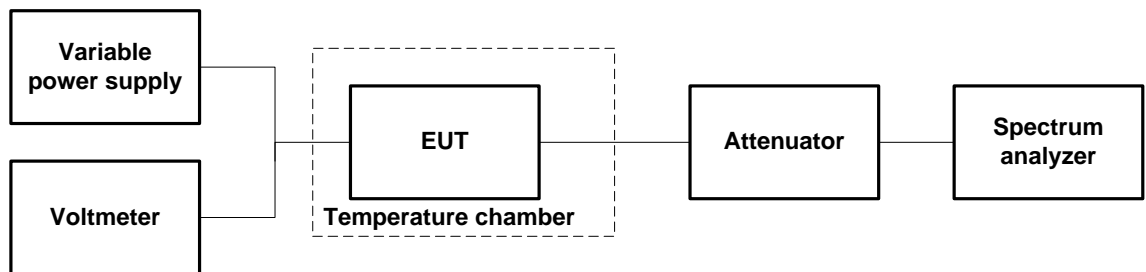 Variable
power supply
Voltmeter
EUT
Temperature chamber
Attenuator
Spectrum
analyzer